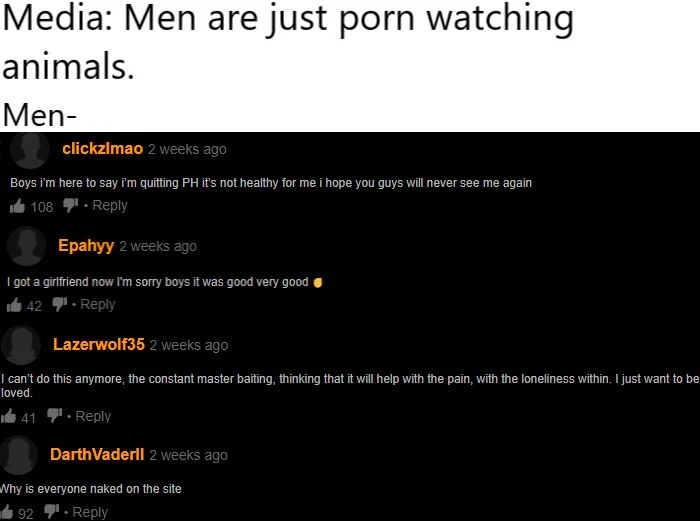 Media: Men are just porn watching
animals.
Men-
clickzlmao 2 weeks ago
Boys i'm here to say i'm quitting PH it's not healthy for me i hope you guys will never see me again
108 • Reply
Epahyy 2 weeks ago
I got a girlfriend now I'm sorry boys it was good very good
42 • Reply
Lazerwolf35 2 weeks ago
I can't do this anymore, the constant master baiting, thinking that it will help with the pain, with the loneliness within. I just want to be
loved.
41 • Reply
DarthVaderII 2 weeks ago
Why is everyone naked on the site
92 • Reply